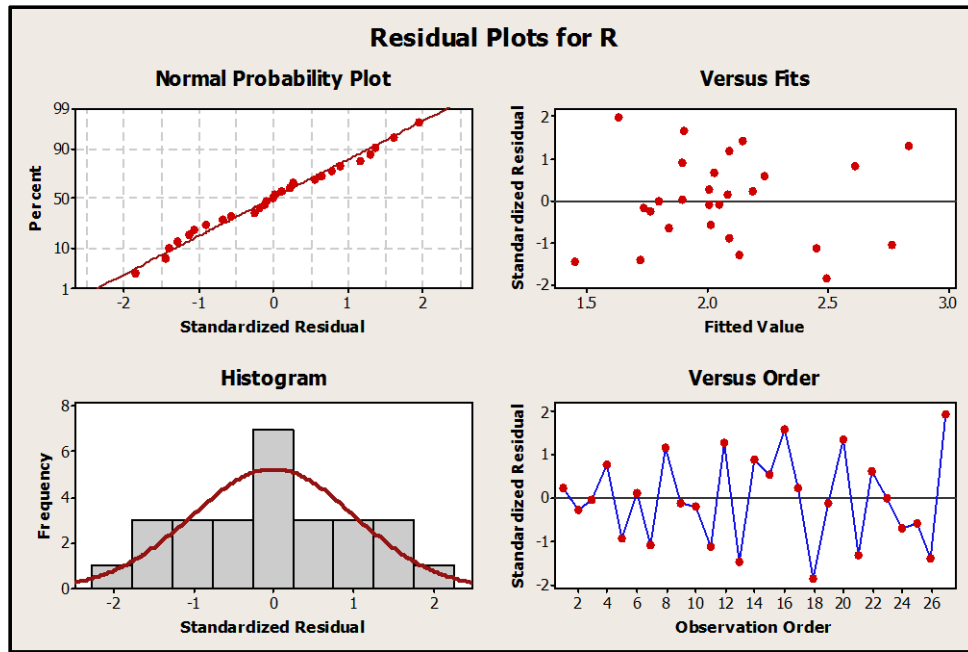 Residual Plots for R
Normal Probability Plot
99
90
50
10
1
Percent
-2 -1 0 1 2
Standardized Residual
Versus Fits
2
1
0
-1
-2
Standardized Residual
1.5 2.0 2.5 3.0
Fitted Value
Histogram
8
6
4
2
0
Frequency
-2 -1 0 1 2
Standardized Residual
Versus Order
2
1
0
-1
-2
Standardized Residual
2 4 6 8 10 12 14 16 18 20 22 24 26
Observation Order